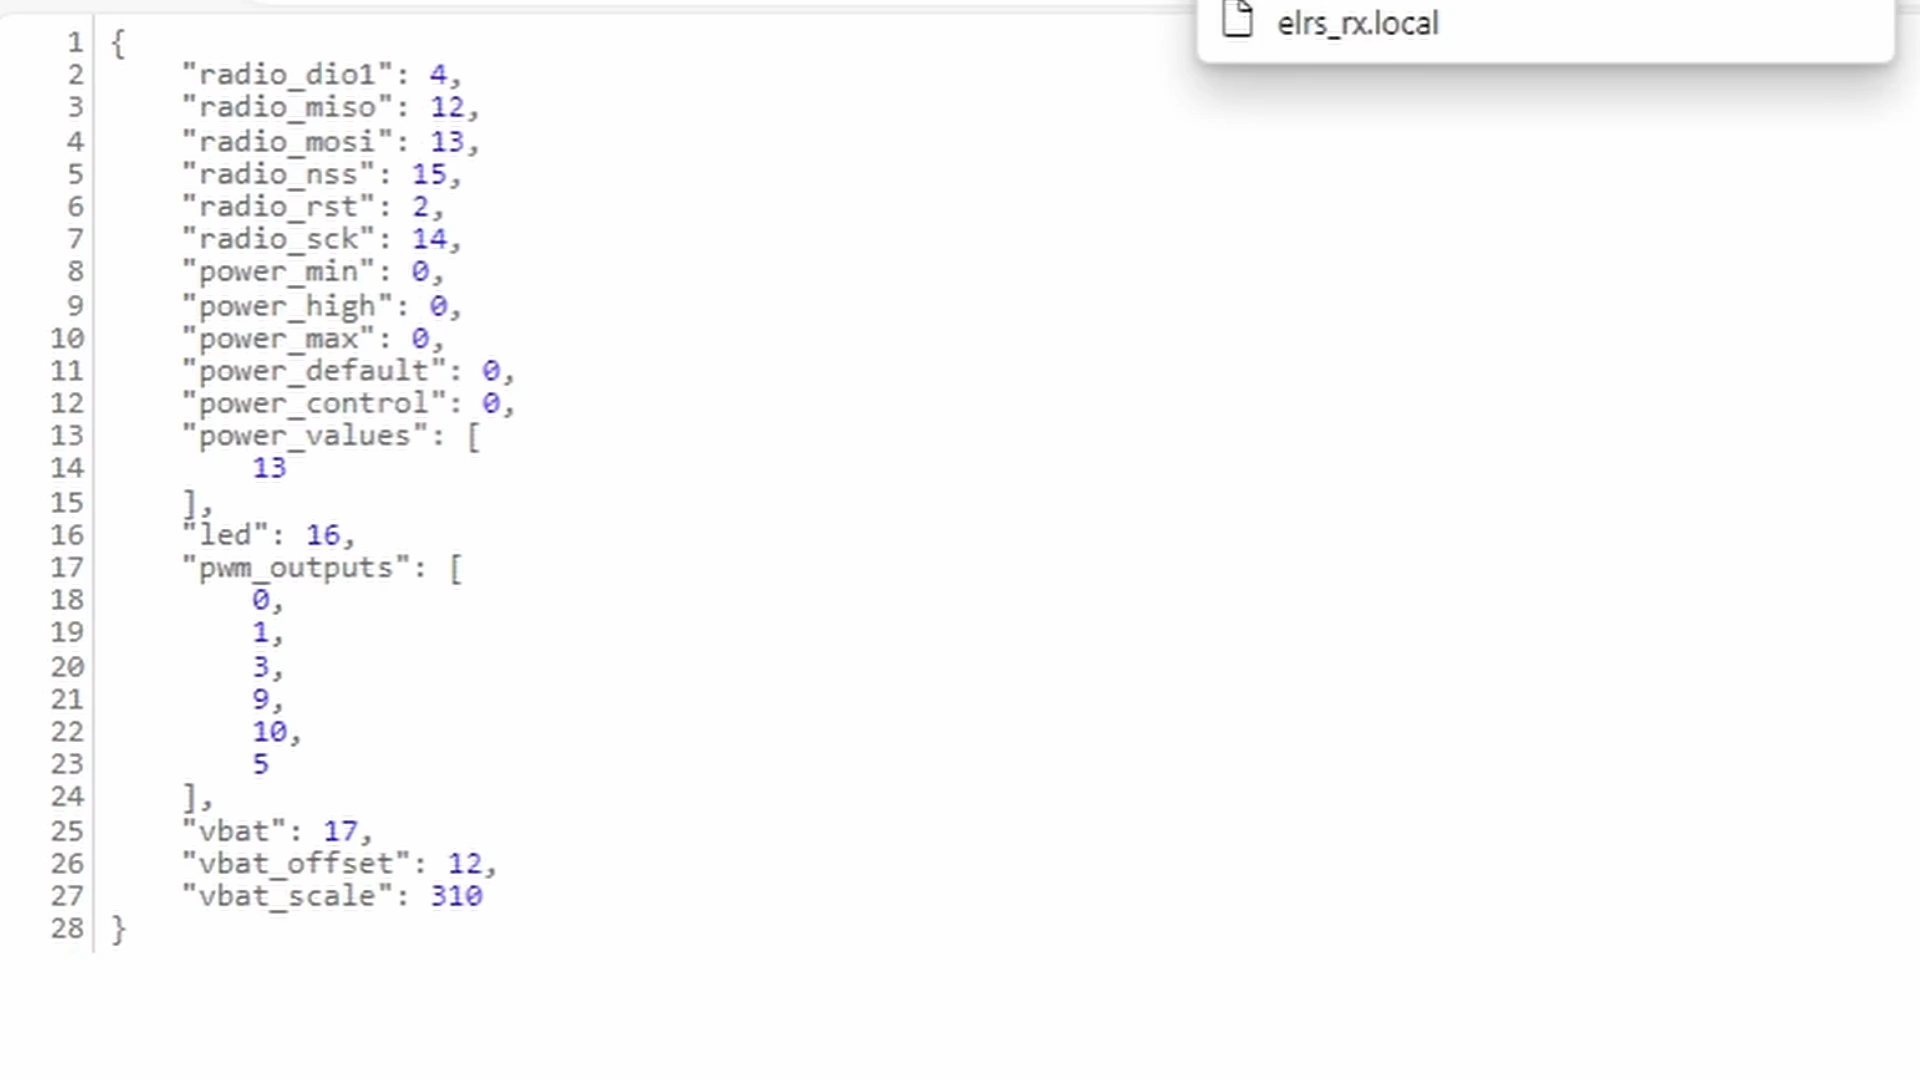 elrs_rx.local
1 {
2 "radio_dio1": 4,
3 "radio_miso": 12,
4 "radio_mosi": 13,
5 "radio_nss": 15,
6 "radio_rst": 2,
7 "radio_sck": 14,
8 "power_min": 0,
9 "power_high": 0,
10 "power_max": 0,
11 "power_default": 0,
12 "power_control": 0,
13 "power_values": [
14 13
15 ],
16 "led": 16,
17 "pwm_outputs": [
18 0,
19 1,
20 3,
21 9,
22 10,
23 5
24 ],
25 "vbat": 17,
26 "vbat_offset": 12,
27 "vbat_scale": 310
28 }